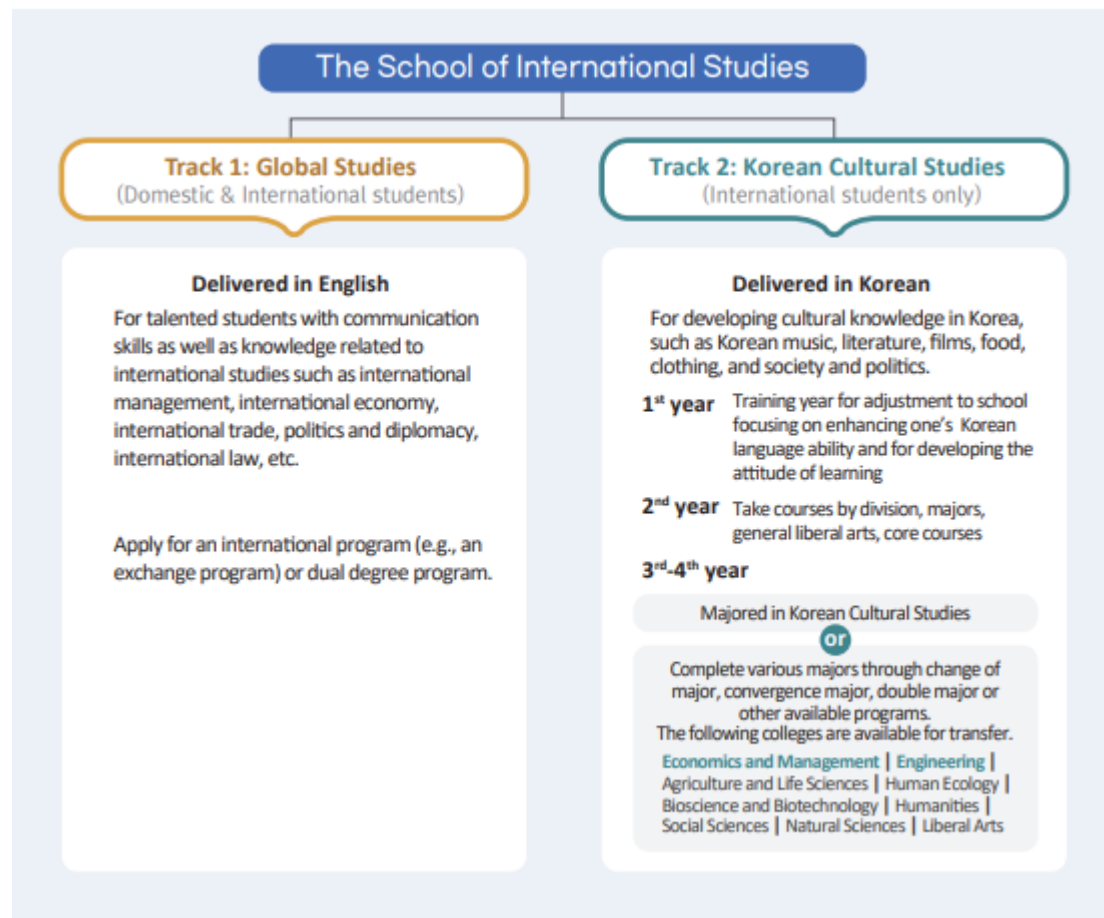 The School of International Studies
Track 1: Global Studies
(Domestic & International students)
Delivered in English
For talented students with communication
skills as well as knowledge related to
international studies such as international
management, international economy,
international trade, politics and diplomacy,
international law, etc.
Apply for an international program (e.g., an
exchange program) or dual degree program.
Track 2: Korean Cultural Studies
(International students only)
Delivered in Korean
For developing cultural knowledge in Korea,
such as Korean music, literature, films, food,
clothing, and society and politics.
1st year Training year for adjustment to school
focusing on enhancing one's Korean
language ability and for developing the
attitude of learning
2nd year Take courses by division, majors,
general liberal arts, core courses
3rd-4th year
Majored in Korean Cultural Studies
or
Complete various majors through change of
major, convergence major, double major or
other available programs.
The following colleges are available for transfer.
Economics and Management | Engineering |
Agriculture and Life Sciences | Human Ecology |
Bioscience and Biotechnology | Humanities |
Social Sciences | Natural Sciences | Liberal Arts